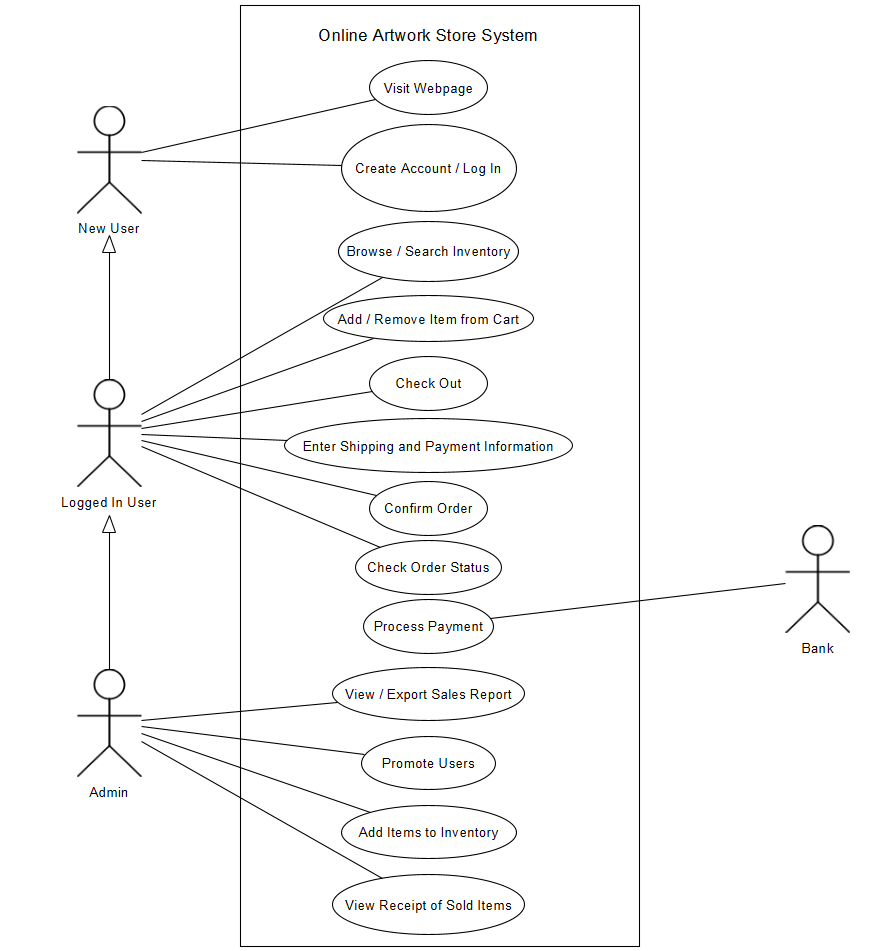 Online Artwork Store System
Visit Webpage
Create Account / Log In
New User
Browse / Search Inventory
Add / Remove Item from Cart
Check Out
Enter Shipping and Payment Information
Logged In User
Confirm Order
Check Order Status
Process Payment
Bank
View / Export Sales Report
Promote Users
Admin
Add Items to Inventory
View Receipt of Sold Items